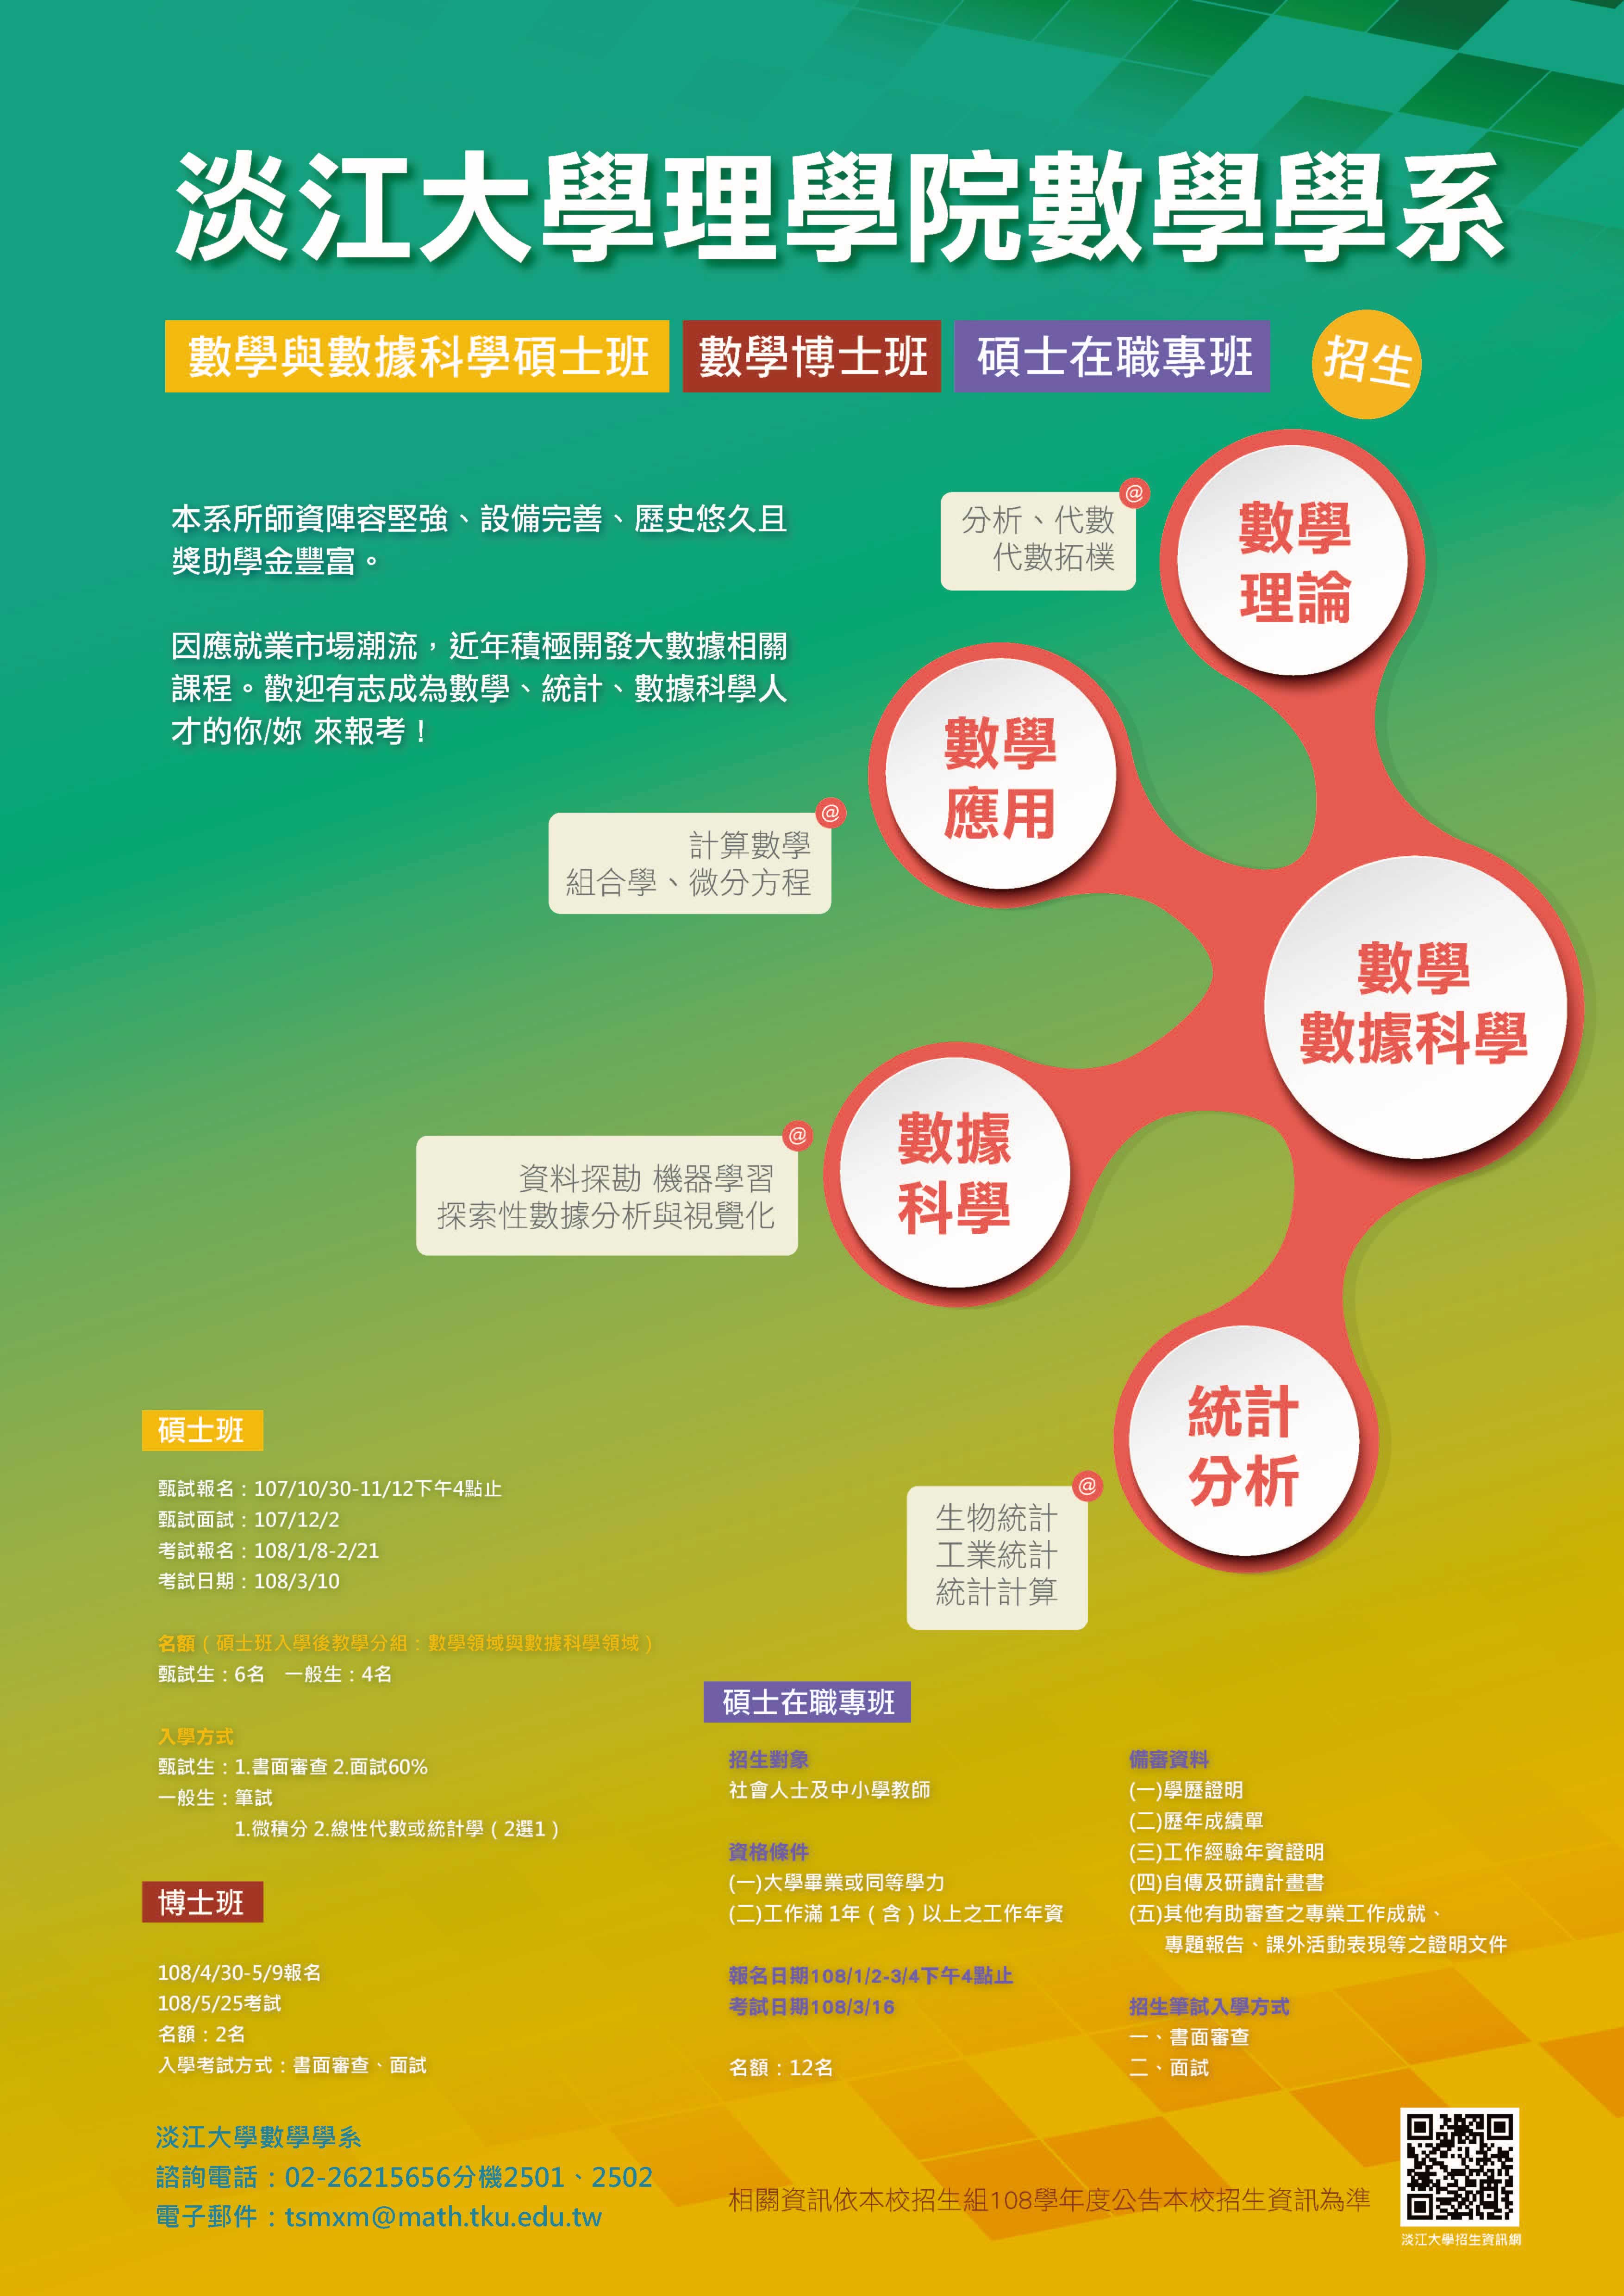 淡江大學理學院數學學系
數學與數據科學碩士班 數學博士班 碩士在職專班 招生
本系所師資陣容堅強、設備完善、歷史悠久且
獎助學金豐富。
因應就業市場潮流，近年積極開發大數據相關
課程。歡迎有志成為數學、統計、數據科學人
才的你/妳 來報考！
@
分析、代數
代數拓樸
數學
理論
@
計算數學
組合學、微分方程
數學
應用
數學
數據科學
@
資料探勘 機器學習
探索性數據分析與視覺化
數據
科學
@
生物統計
工業統計
統計計算
統計
分析
碩士班
甄試報名：107/10/30-11/12下午4點止
甄試面試：107/12/2
考試報名：108/1/8-2/21
考試日期：108/3/10
名額（碩士班入學後教學分組：數學領域與數據科學領域）
甄試生：6名 一般生：4名
入學方式
甄試生：1.書面審查 2.面試60%
一般生：筆試
1.微積分 2.線性代數或統計學（2選1）
博士班
108/4/30-5/9報名
108/5/25考試
名額：2名
入學考試方式：書面審查、面試
碩士在職專班
招生對象
社會人士及中小學教師
資格條件
(一)大學畢業或同等學力
(二)工作滿 1年（含）以上之工作年資
報名日期108/1/2-3/4下午4點止
考試日期108/3/16
名額：12名
備審資料
(一)學歷證明
(二)歷年成績單
(三)工作經驗年資證明
(四)自傳及研讀計畫書
(五)其他有助審查之專業工作成就、
專題報告、課外活動表現等之證明文件
招生筆試入學方式
一、書面審查
二、面試
淡江大學數學學系
諮詢電話：02-26215656分機2501、2502
電子郵件：tsmxm@math.tku.edu.tw
相關資訊依本校招生組108學年度公告本校招生資訊為準
淡江大學招生資訊網